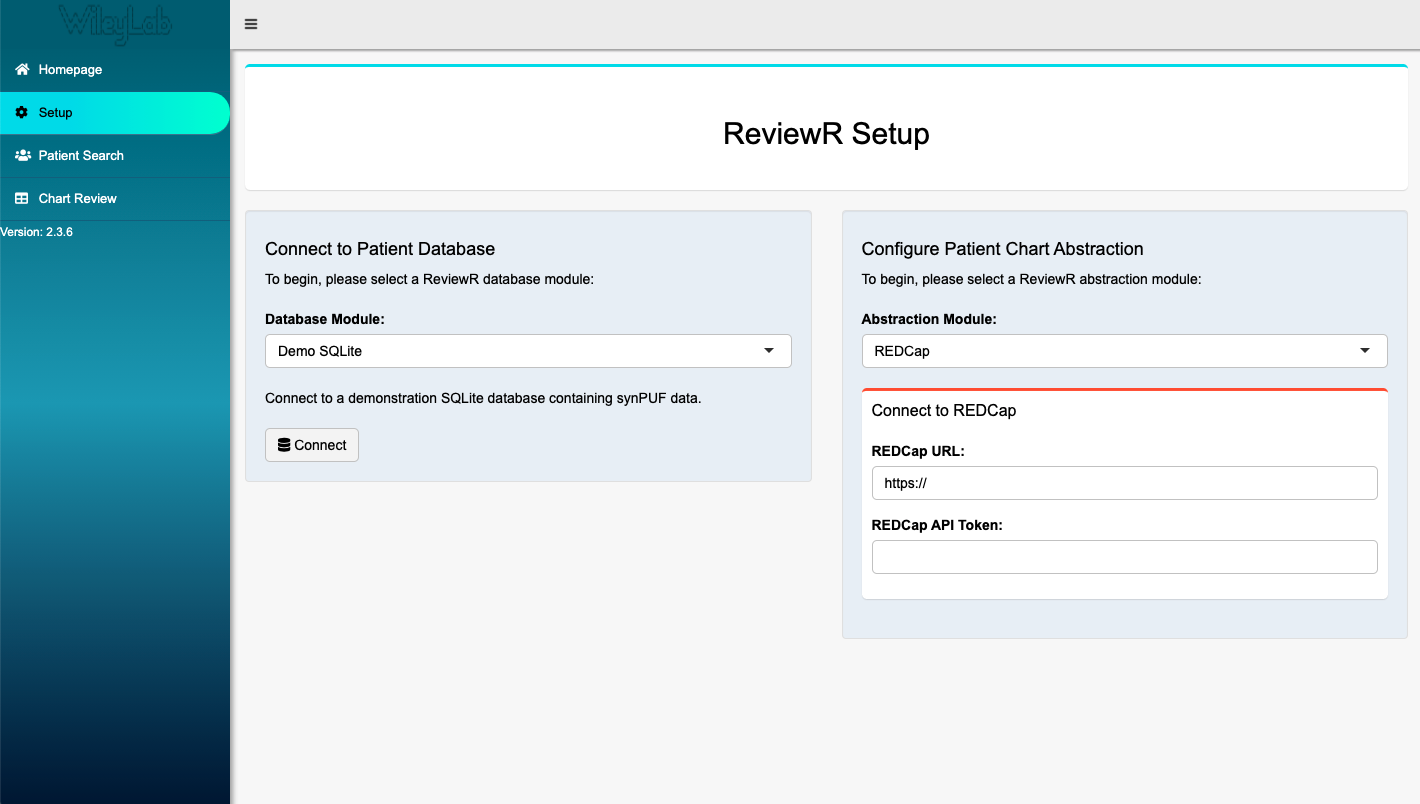 WileyLab
Homepage
Setup
Patient Search
Chart Review
Version: 2.3.6
ReviewR Setup
Connect to Patient Database
To begin, please select a ReviewR database module:
Database Module:
Demo SQLite
Connect to a demonstration SQLite database containing synPUF data.
Connect
Configure Patient Chart Abstraction
To begin, please select a ReviewR abstraction module:
Abstraction Module:
REDCap
Connect to REDCap
REDCap URL:
https://
REDCap API Token: